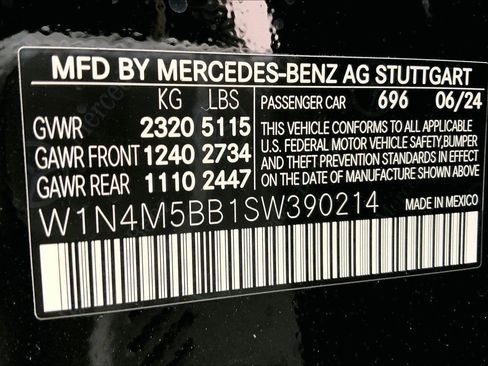 MFD BY MERCEDES-BENZ AG STUTTGART
KG LBS
GVWR 2320 5115
GAWR FRONT 1240 2734
GAWR REAR 1110 2447
PASSENGER CAR 696 06/24
THIS VEHICLE CONFORMS TO ALL APPLICABLE
U.S. FEDERAL MOTOR VEHICLE SAFETY, BUMPER
AND THEFT PREVENTION STANDARDS IN EFFECT
ON THE DATE OF MANUFACTURE SHOWN ABOVE.
W1N4M5BB1SW390214
MADE IN MEXICO